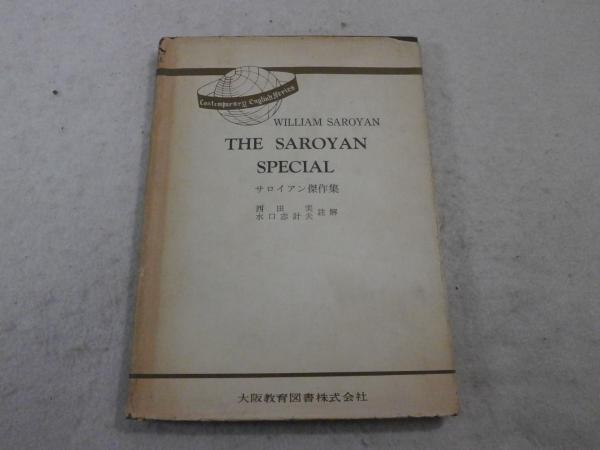 Contemporary English Series
WILLIAM SAROYAN
THE SAROYAN
SPECIAL
サロイアン傑作集
西田実
水口志計夫 註解
大阪教育図書株式会社